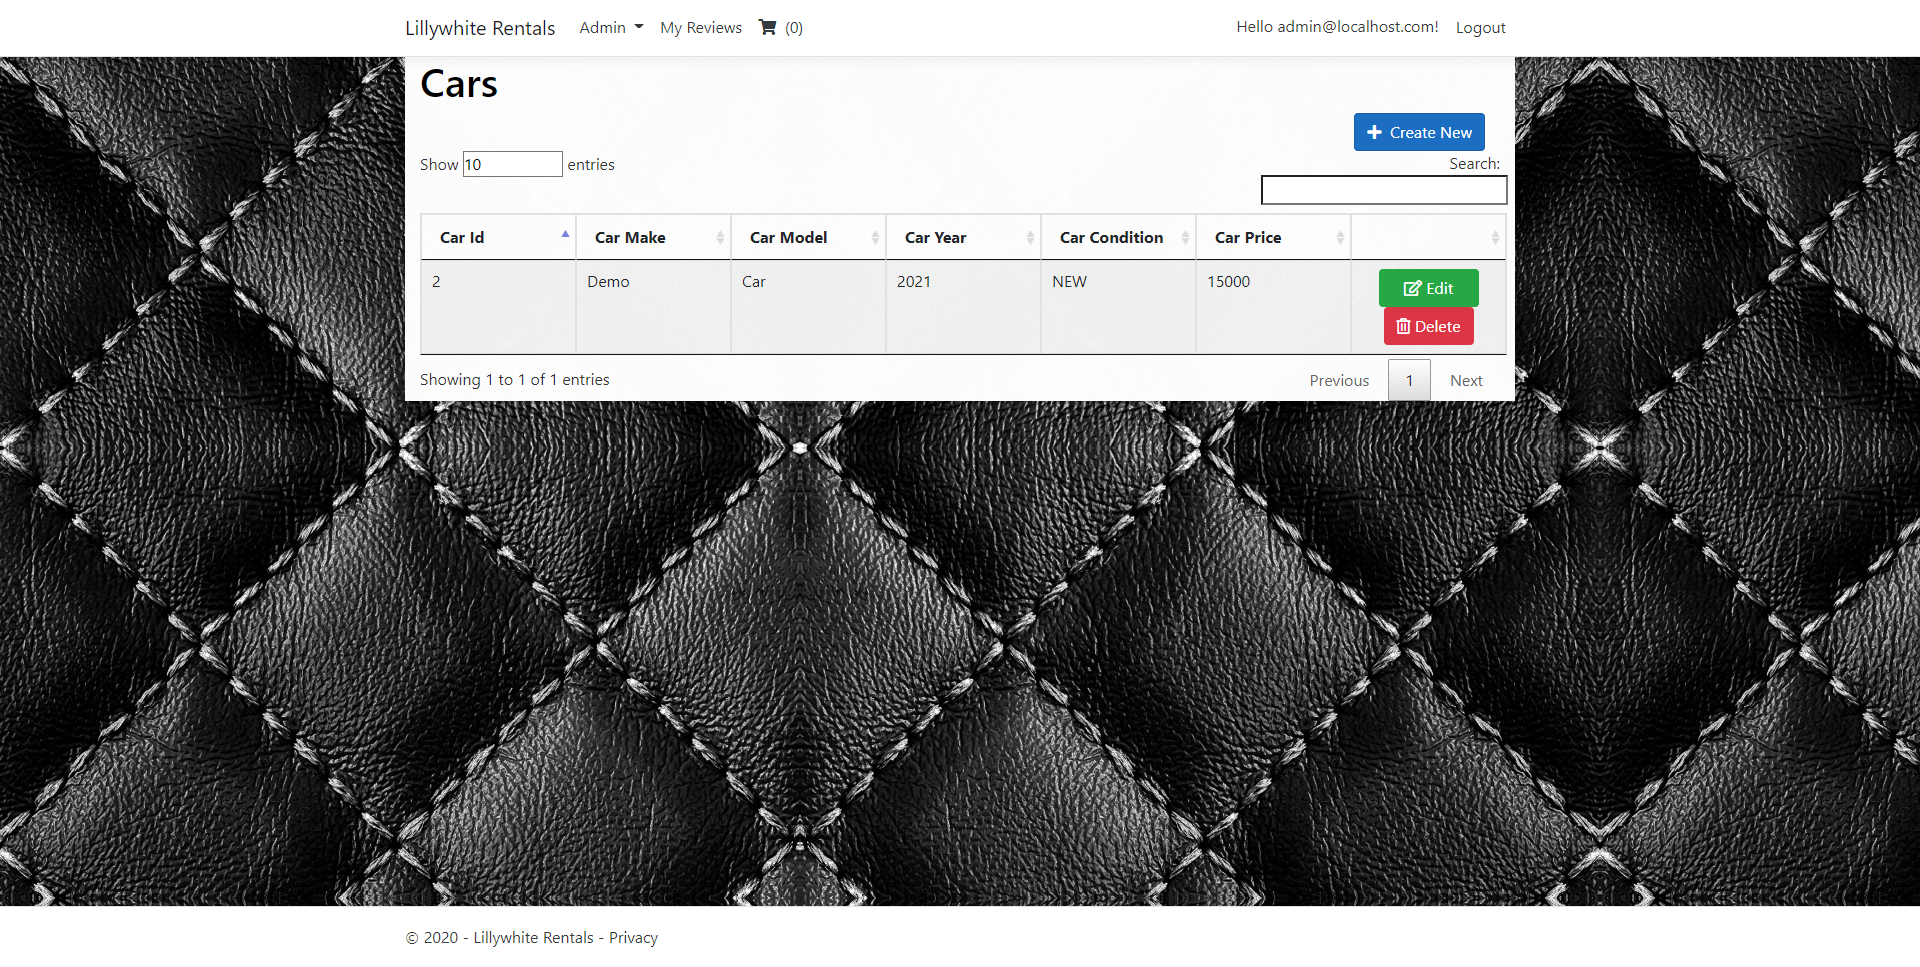 Lillywhite Rentals Admin My Reviews (0) Hello admin@localhost.com! Logout
Cars
Create New
Show 10 entries Search:
Car Id Car Make Car Model Car Year Car Condition Car Price
2 Demo Car 2021 NEW 15000 Edit
Delete
Showing 1 to 1 of 1 entries Previous 1 Next
© 2020 - Lillywhite Rentals - Privacy